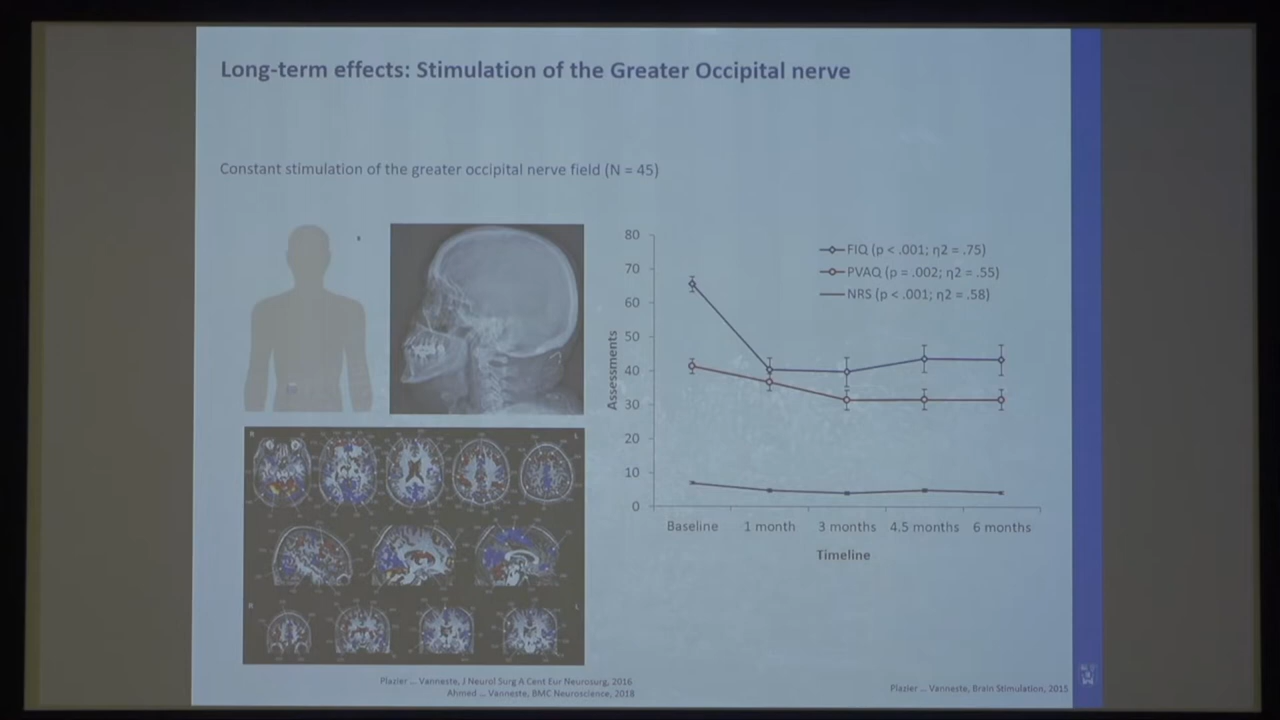 Long-term effects: Stimulation of the Greater Occipital nerve
Constant stimulation of the greater occipital nerve field (N = 45)
80
70
60
50
40
30
20
10
0
Assessments
FIQ (p < .001; η2 = .75)
PVAQ (p = .002; η2 = .55)
NRS (p < .001; η2 = .58)
Baseline 1 month 3 months 4.5 months 6 months
Timeline
Plazier ... Vanneste, J Neurol Surg A Cent Eur Neurosurg, 2016
Ahmed ... Vanneste, BMC Neuroscience, 2018
Plazier ... Vanneste, Brain Stimulation, 2015